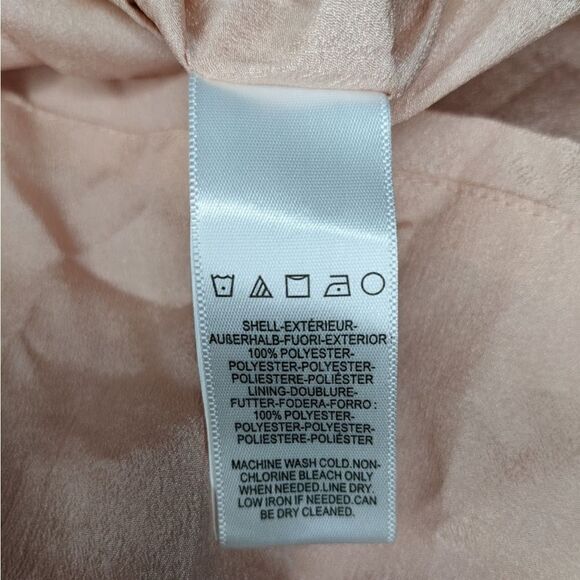 SHELL-EXTÉRIEUR-
AUßERHALB-FUORI-EXTERIOR
100% POLYESTER-
POLYESTER-POLYESTER-
POLIESTERE-POLIÉSTER
LINING-DOUBLURE-
FUTTER-FODERA-FORRO :
100% POLYESTER-
POLYESTER-POLYESTER-
POLIESTERE-POLIÉSTER
MACHINE WASH COLD.NON-
CHLORINE BLEACH ONLY
WHEN NEEDED.LINE DRY.
LOW IRON IF NEEDED.CAN
BE DRY CLEANED.